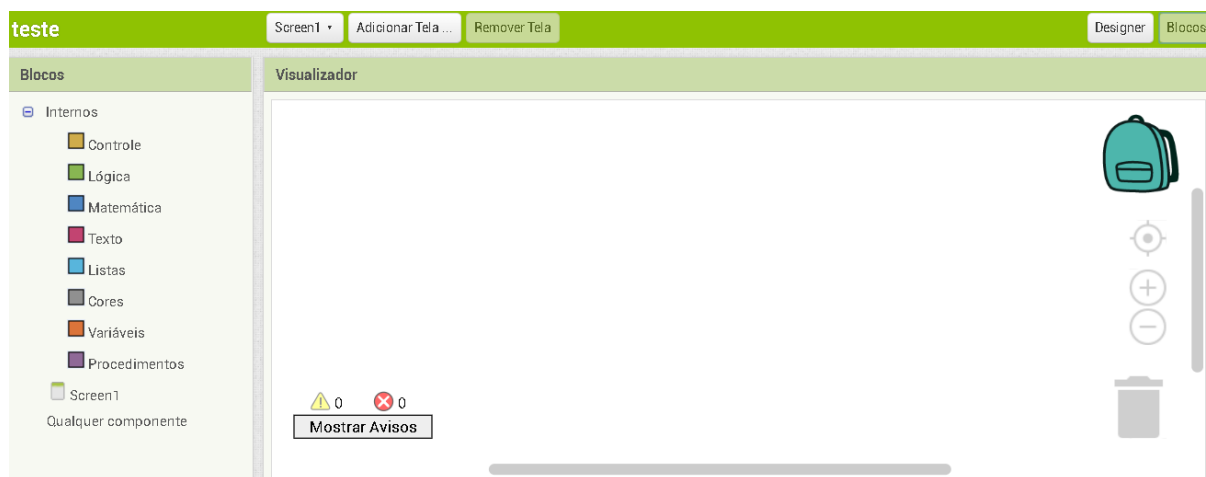 teste Screen1 Adicionar Tela ... Remover Tela Designer Blocos
Blocos Visualizador
Internos
Controle
Lógica
Matemática
Texto
Listas
Cores
Variáveis
Procedimentos
Screen1
Qualquer componente
0 0
Mostrar Avisos